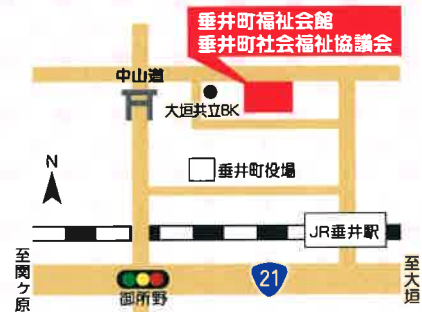 垂井町福祉会館
垂井町社会福祉協議会
中山道
大垣共立BK
N
垂井町役場
JR垂井駅
至関ヶ原
至大垣
21
御所野